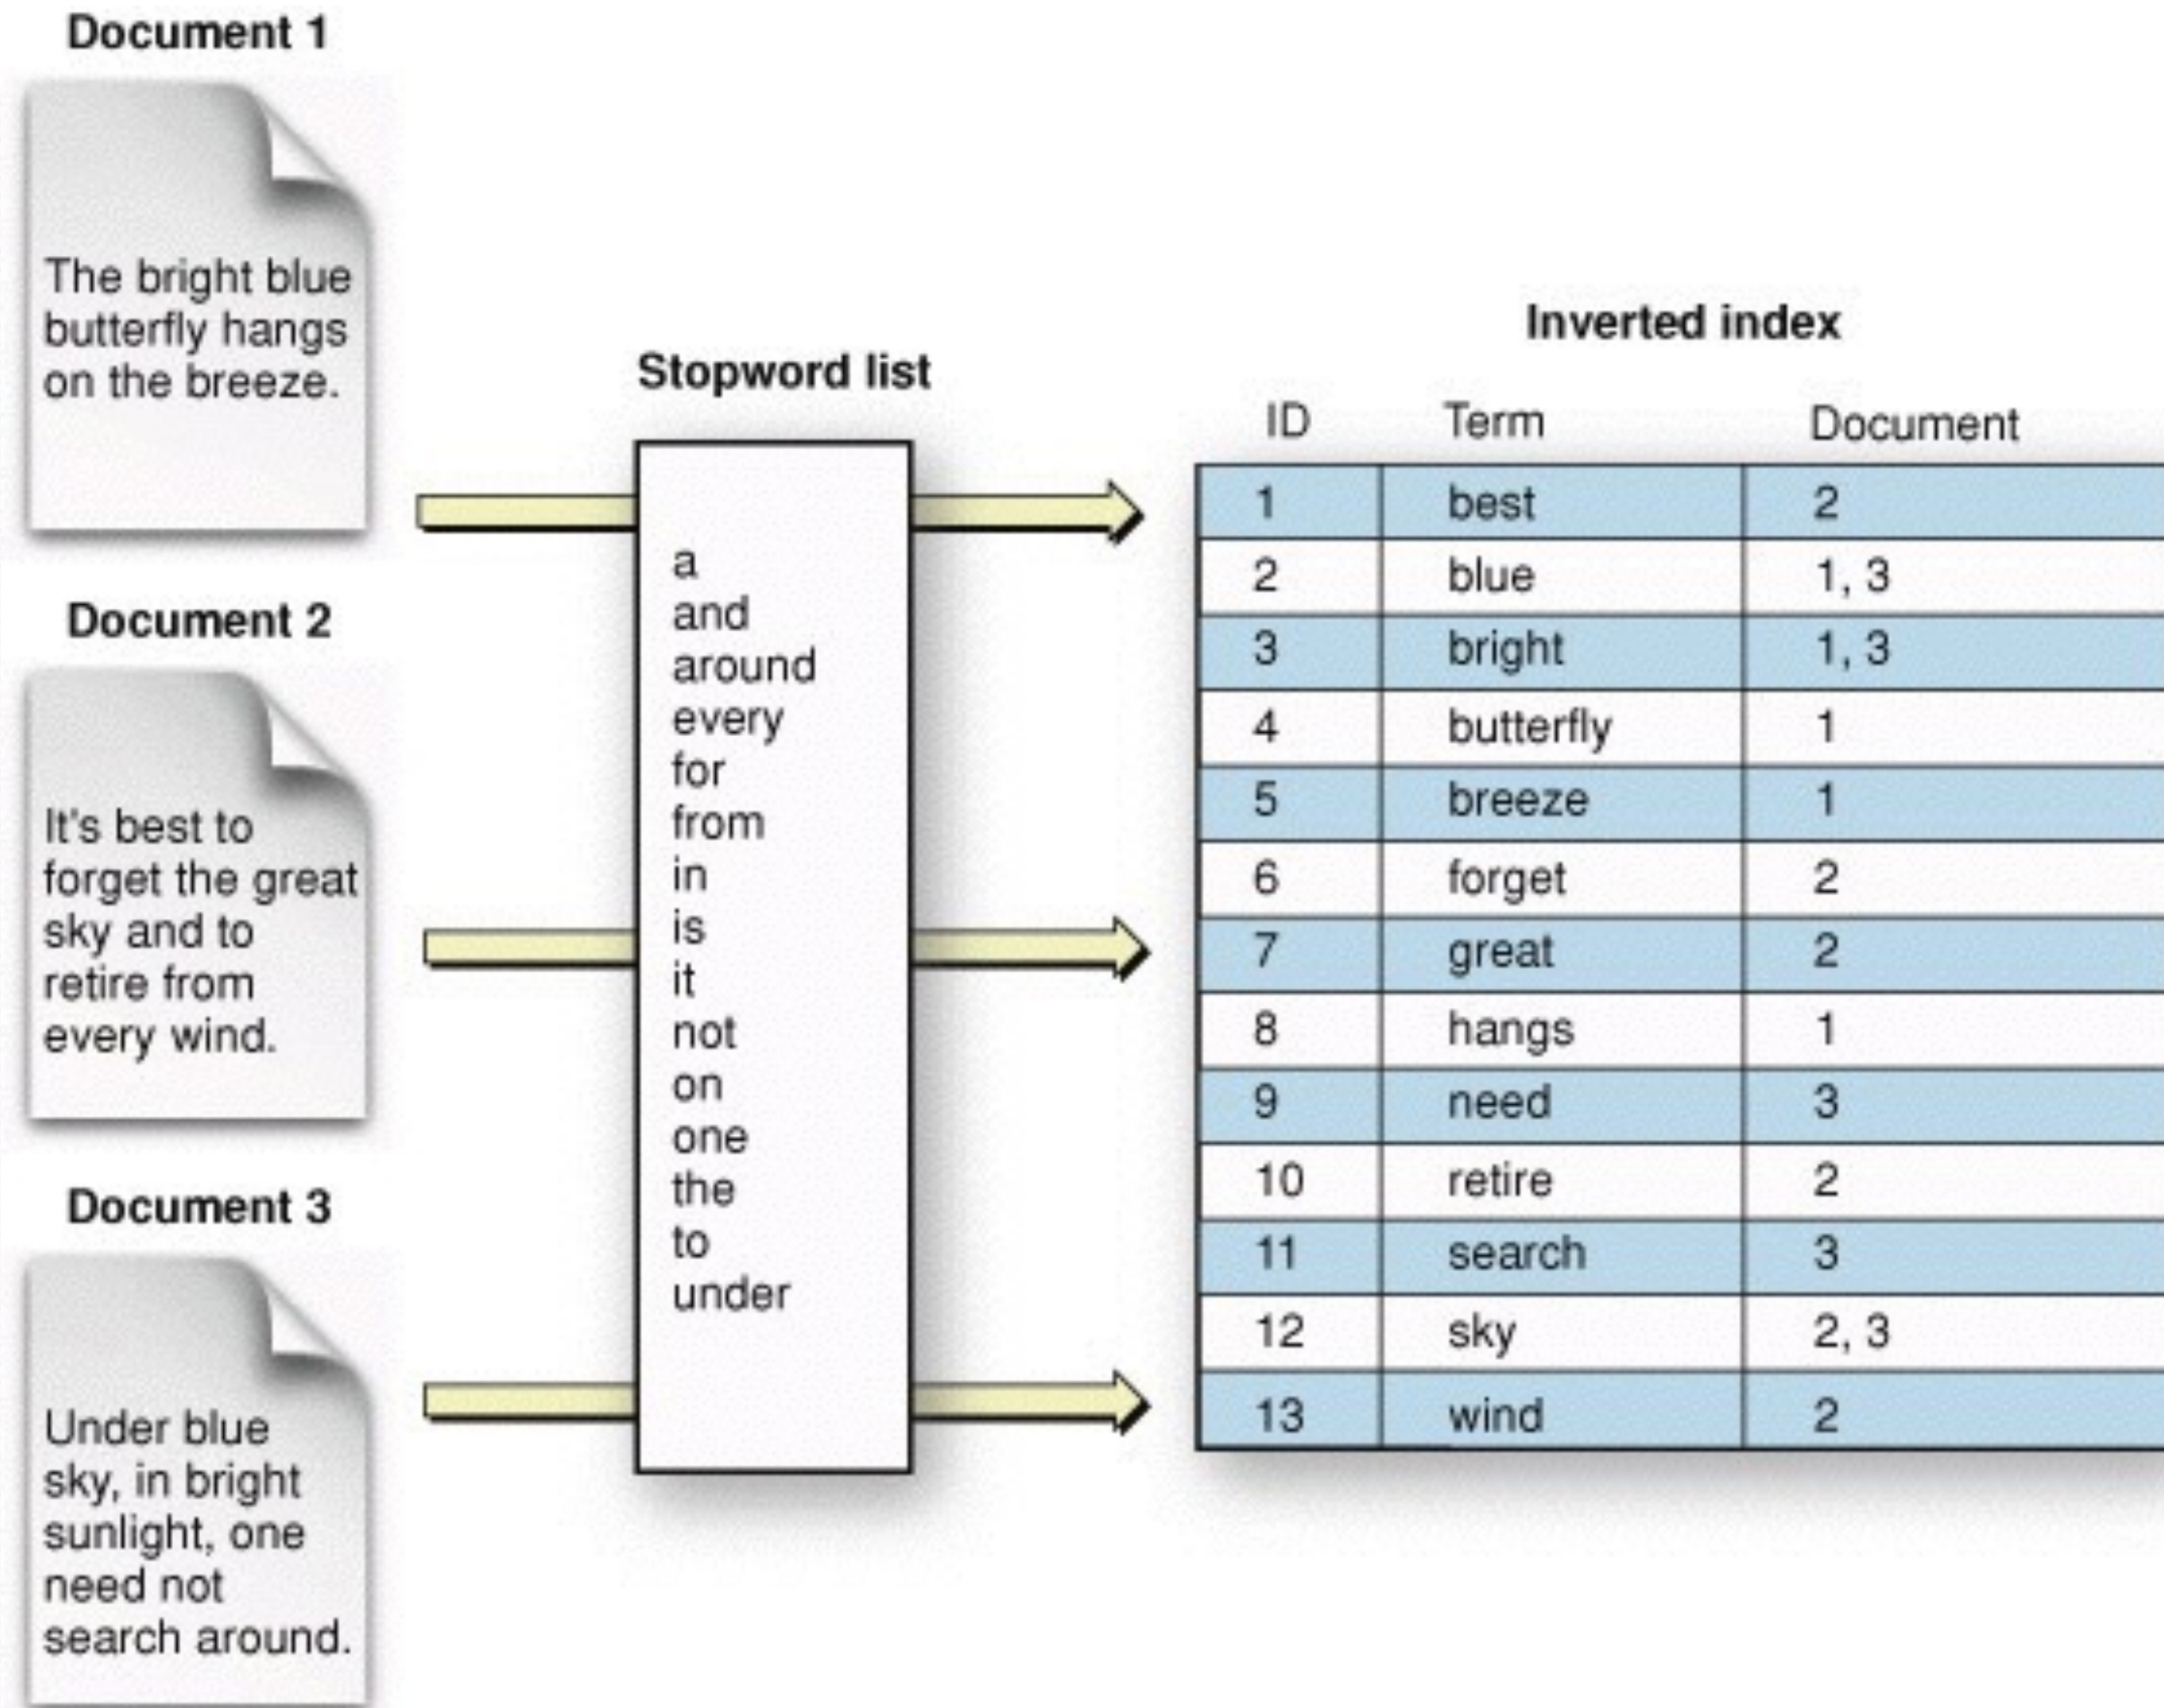 Document 1
The bright blue
butterfly hangs
on the breeze.
Document 2
It's best to
forget the great
sky and to
retire from
every wind.
Document 3
Under blue
sky, in bright
sunlight, one
need not
search around.
Stopword list
a
and
around
every
for
from
in
is
it
not
on
one
the
to
under
Inverted index
ID Term Document
1 best 2
2 blue 1, 3
3 bright 1, 3
4 butterfly 1
5 breeze 1
6 forget 2
7 great 2
8 hangs 1
9 need 3
10 retire 2
11 search 3
12 sky 2, 3
13 wind 2